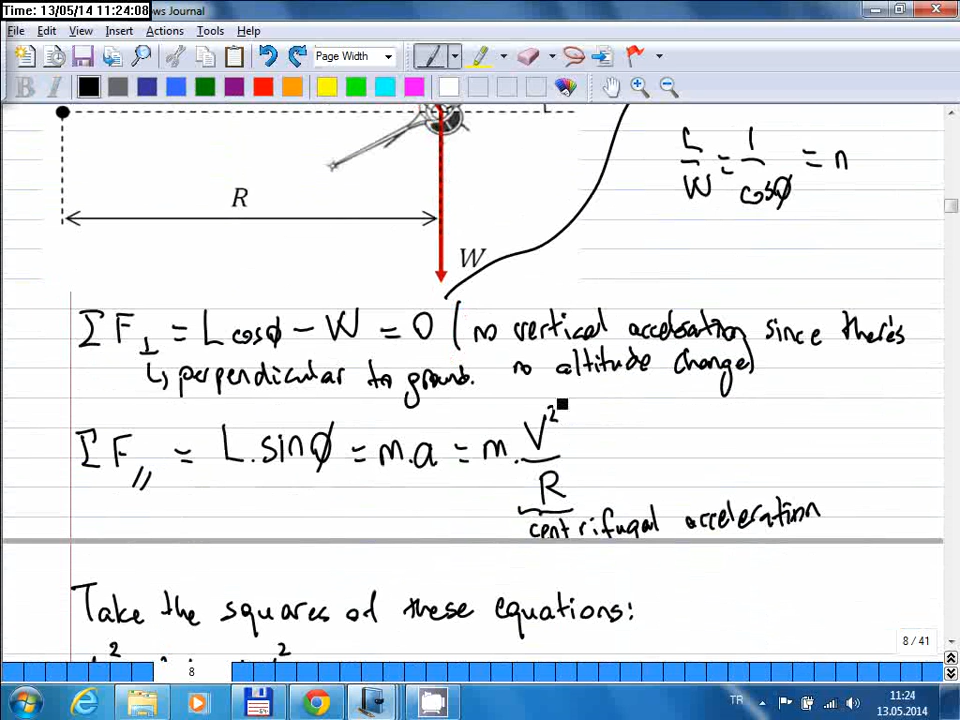 Time: 13/05/14 11:24:08
ws Journal
File Edit View Insert Actions Tools Help
Page Width
B I
R
W
L/W = 1/cosϕ = n
ΣF⊥ = L cosϕ − W = 0 (no vertical acceleration since there's
↳ perpendicular to ground. no altitude change)
ΣF// = L.sinϕ = m.a = m.V²/R
centrifugal acceleration
Take the squares of these equations:
8 / 41
8
TR
11:24
13.05.2014